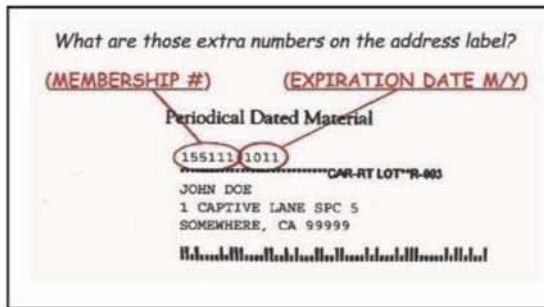 What are those extra numbers on the address label?
(MEMBERSHIP #) (EXPIRATION DATE M/Y)
Periodical Dated Material
155111 1011
CAR-RT LOT**R-003
JOHN DOE
1 CAPTIVE LANE SPC 5
SOMEWHERE, CA 99999